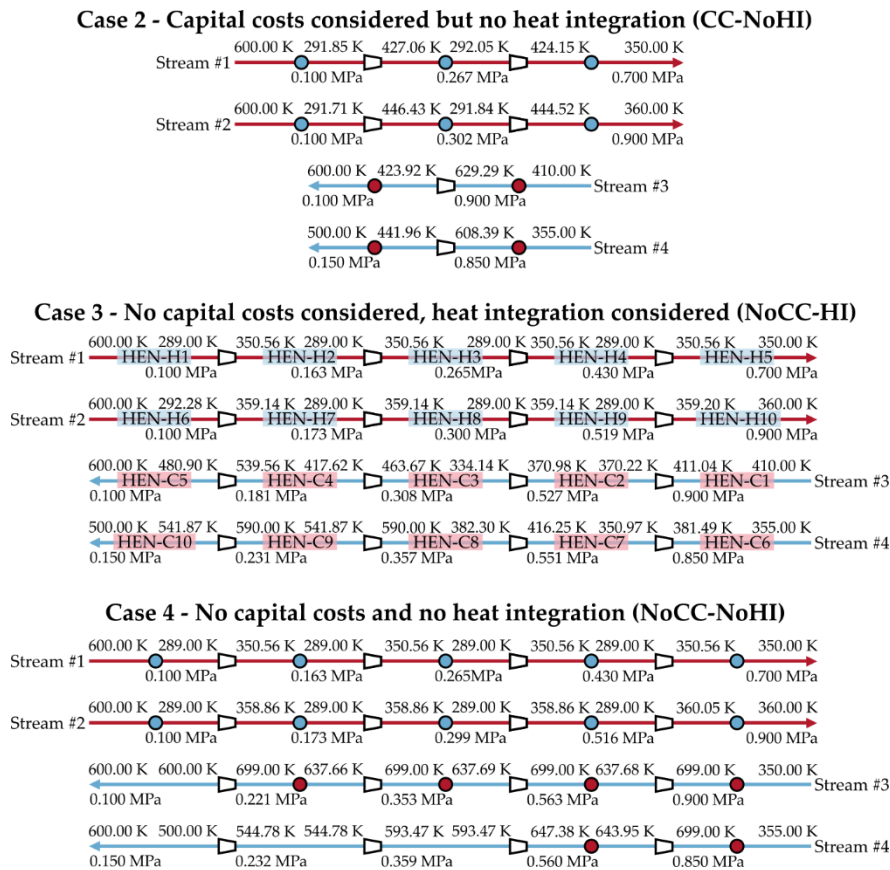 Case 2 - Capital costs considered but no heat integration (CC-NoHI)
600.00 K 291.85 K 427.06 K 292.05 K 424.15 K 350.00 K
Stream #1
0.100 MPa 0.267 MPa 0.700 MPa
600.00 K 291.71 K 446.43 K 291.84 K 444.52 K 360.00 K
Stream #2
0.100 MPa 0.302 MPa 0.900 MPa
600.00 K 423.92 K 629.29 K 410.00 K
Stream #3
0.100 MPa 0.900 MPa
500.00 K 441.96 K 608.39 K 355.00 K
Stream #4
0.150 MPa 0.850 MPa
Case 3 - No capital costs considered, heat integration considered (NoCC-HI)
600.00 K 289.00 K 350.56 K 289.00 K 350.56 K 289.00 K 350.56 K 289.00 K 350.56 K 350.00 K
Stream #1 HEN-H1 HEN-H2 HEN-H3 HEN-H4 HEN-H5
0.100 MPa 0.163 MPa 0.265MPa 0.430 MPa 0.700 MPa
600.00 K 292.28 K 359.14 K 289.00 K 359.14 K 289.00 K 359.14 K 289.00 K 359.20 K 360.00 K
Stream #2 HEN-H6 HEN-H7 HEN-H8 HEN-H9 HEN-H10
0.100 MPa 0.173 MPa 0.300 MPa 0.519 MPa 0.900 MPa
600.00 K 480.90 K 539.56 K 417.62 K 463.67 K 334.14 K 370.98 K 370.22 K 411.04 K 410.00 K
HEN-C5 HEN-C4 HEN-C3 HEN-C2 HEN-C1 Stream #3
0.100 MPa 0.181 MPa 0.308 MPa 0.527 MPa 0.900 MPa
500.00 K 541.87 K 590.00 K 541.87 K 590.00 K 382.30 K 416.25 K 350.97 K 381.49 K 355.00 K
HEN-C10 HEN-C9 HEN-C8 HEN-C7 HEN-C6 Stream #4
0.150 MPa 0.231 MPa 0.357 MPa 0.551 MPa 0.850 MPa
Case 4 - No capital costs and no heat integration (NoCC-NoHI)
600.00 K 289.00 K 350.56 K 289.00 K 350.56 K 289.00 K 350.56 K 289.00 K 350.56 K 350.00 K
Stream #1
0.100 MPa 0.163 MPa 0.265MPa 0.430 MPa 0.700 MPa
600.00 K 289.00 K 358.86 K 289.00 K 358.86 K 289.00 K 358.86 K 289.00 K 360.05 K 360.00 K
Stream #2
0.100 MPa 0.173 MPa 0.299 MPa 0.516 MPa 0.900 MPa
600.00 K 600.00 K 699.00 K 637.66 K 699.00 K 637.69 K 699.00 K 637.68 K 699.00 K 350.00 K
Stream #3
0.100 MPa 0.221 MPa 0.353 MPa 0.563 MPa 0.900 MPa
600.00 K 500.00 K 544.78 K 544.78 K 593.47 K 593.47 K 647.38 K 643.95 K 699.00 K 355.00 K
Stream #4
0.150 MPa 0.232 MPa 0.359 MPa 0.560 MPa 0.850 MPa